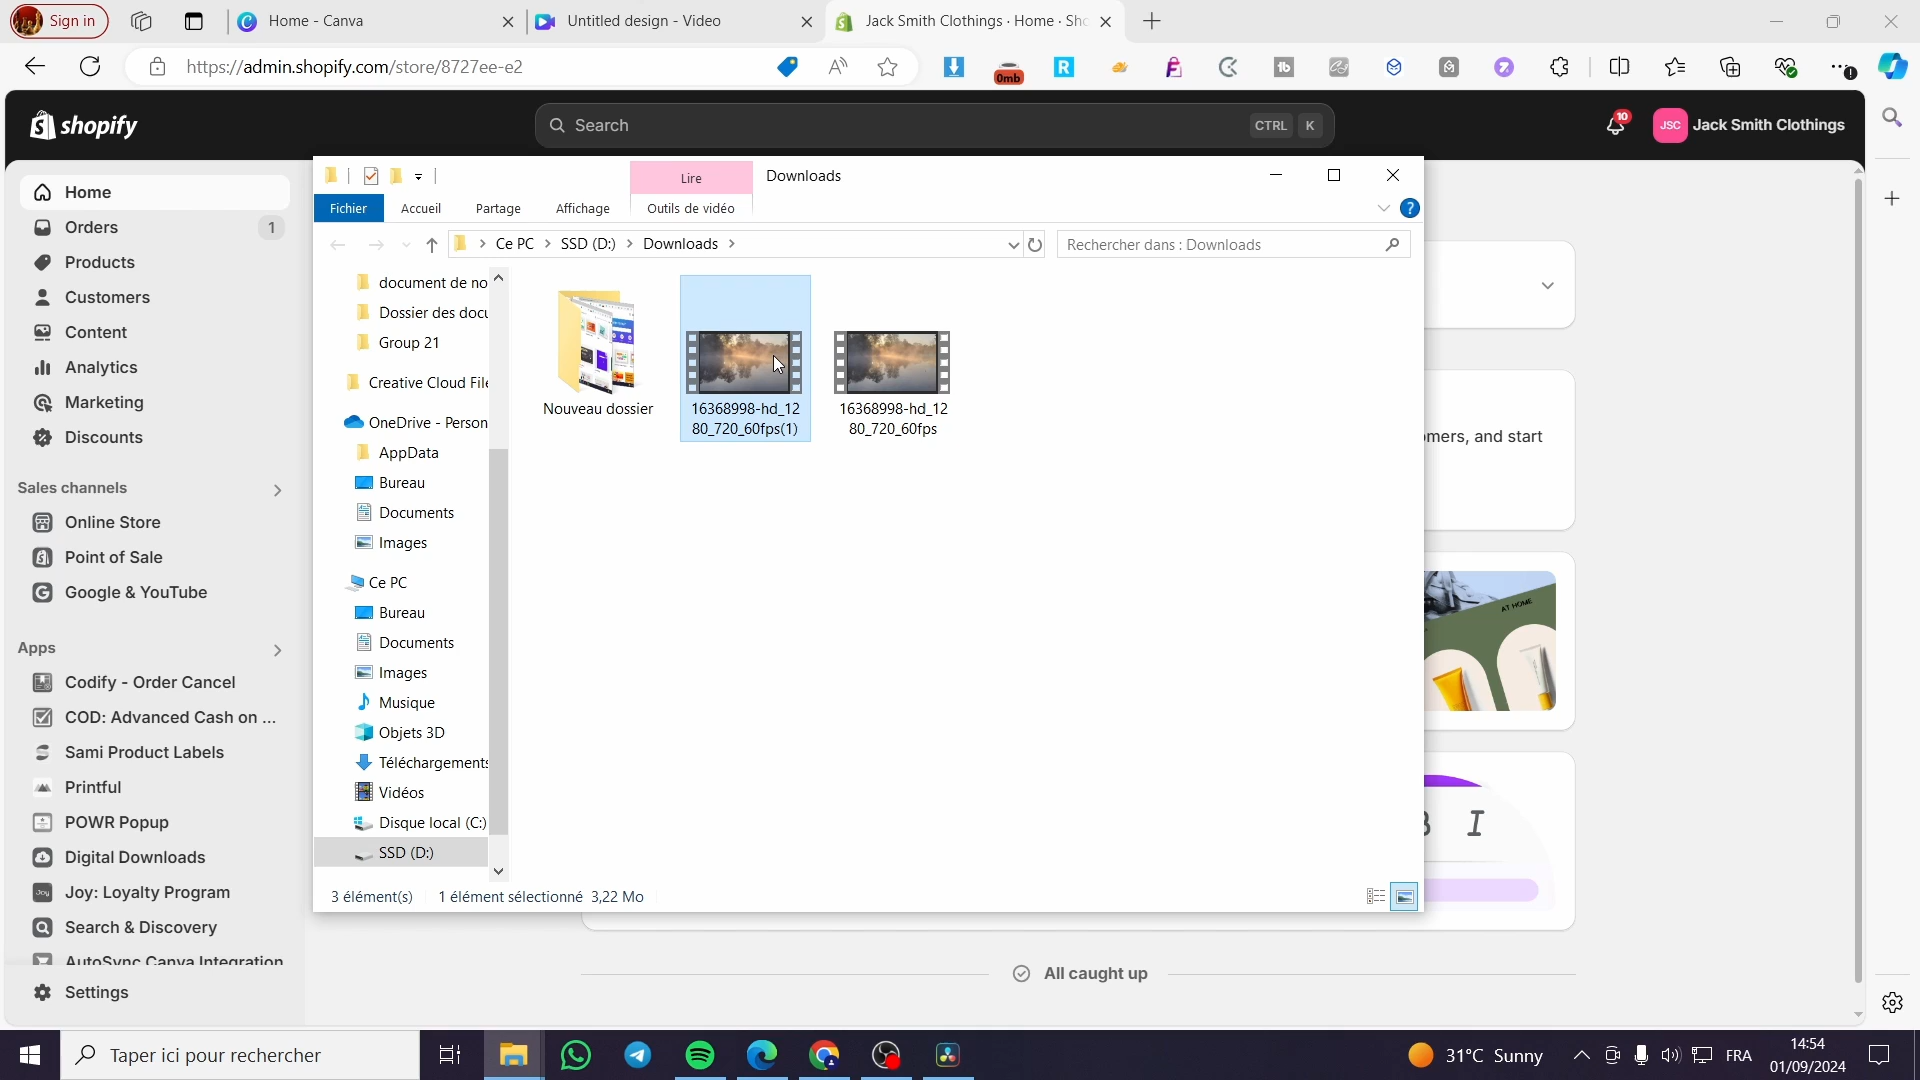 Sign in
Home - Canva
Untitled design - Video
Jack Smith Clothings · Home · Sho
https://admin.shopify.com/store/8727ee-e2
0mb
shopify
Search
CTRL K
10
JSC
Jack Smith Clothings
Home
Orders
1
Products
Customers
Content
Analytics
Marketing
Discounts
Sales channels
Online Store
Point of Sale
Google & YouTube
Apps
Codify - Order Cancel
COD: Advanced Cash on ...
Sami Product Labels
Printful
POWR Popup
Digital Downloads
Joy: Loyalty Program
Search & Discovery
AutoSync Canva Integration
Settings
Lire
Downloads
Fichier
Accueil
Partage
Affichage
Outils de vidéo
Ce PC
SSD (D:)
Downloads
Rechercher dans : Downloads
document de no
Dossier des docu
Group 21
Creative Cloud File
OneDrive - Person
AppData
Bureau
Documents
Images
Ce PC
Bureau
Documents
Images
Musique
Objets 3D
Téléchargements
Vidéos
Disque local (C:)
SSD (D:)
Nouveau dossier
16368998-hd_12
80_720_60fps(1)
16368998-hd_12
80_720_60fps
3 élément(s)
1 élément sélectionné 3,22 Mo
omers, and start
AT HOME
B I
All caught up
Taper ici pour rechercher
31°C Sunny
FRA
14:54
01/09/2024